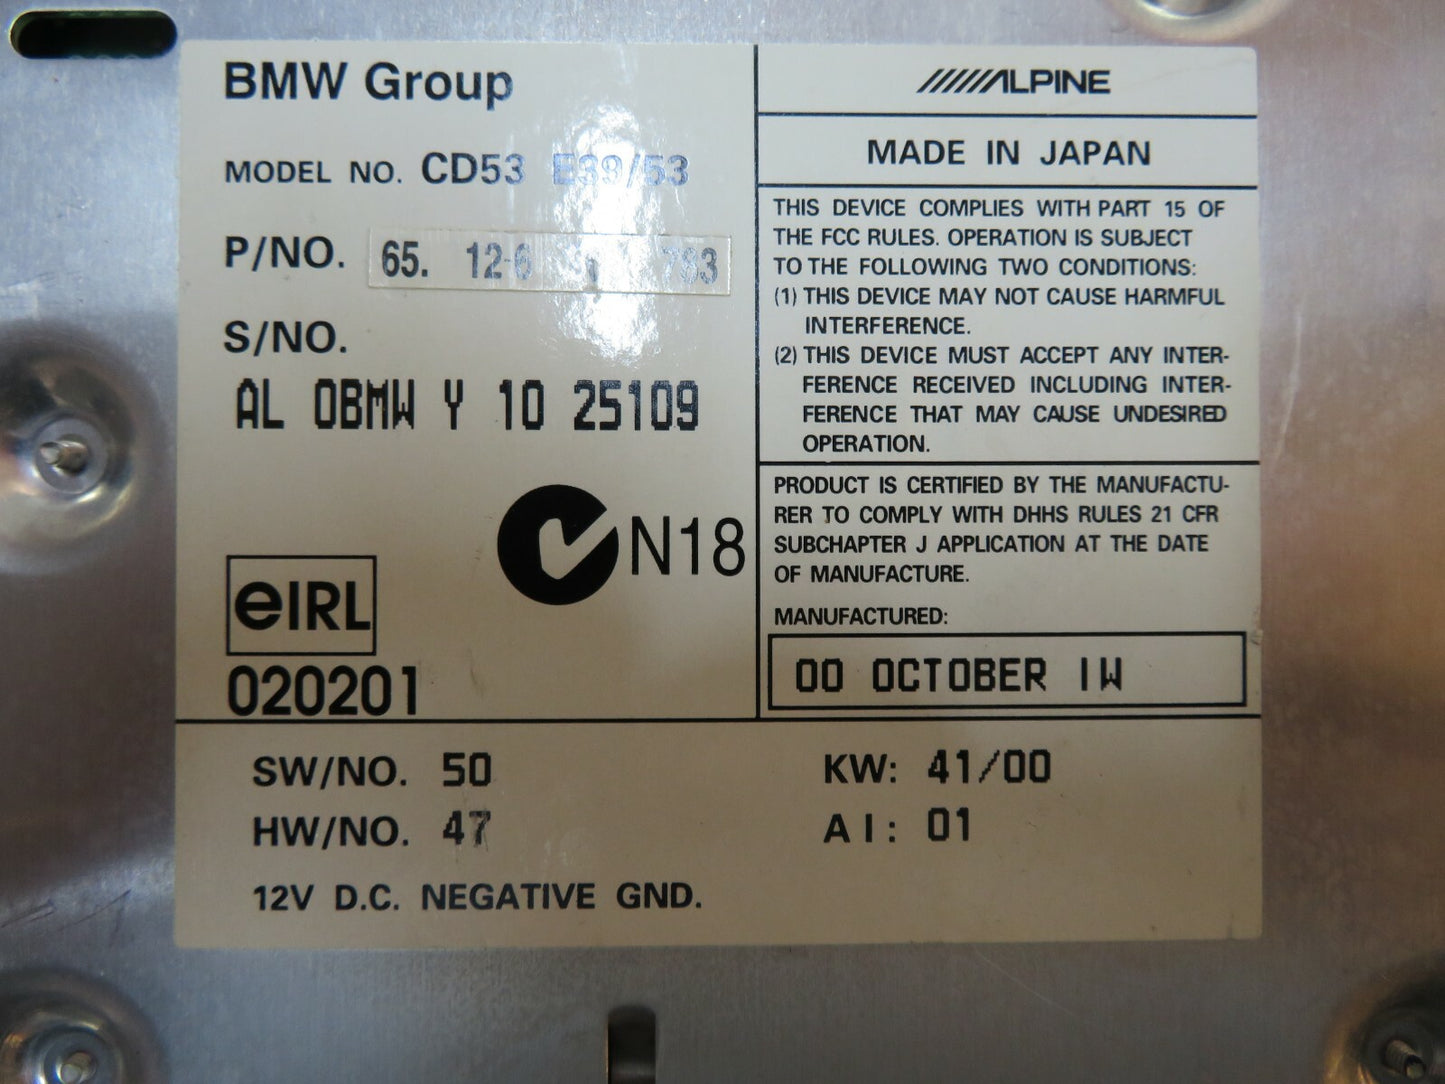 BMW Group
MODEL NO. CD53 E39/53
P/NO. 65. 12-6 783
S/NO.
AL 0BMW Y 10 25109
N18
eIRL
020201
ALPINE
MADE IN JAPAN
THIS DEVICE COMPLIES WITH PART 15 OF
THE FCC RULES. OPERATION IS SUBJECT
TO THE FOLLOWING TWO CONDITIONS:
(1) THIS DEVICE MAY NOT CAUSE HARMFUL
INTERFERENCE.
(2) THIS DEVICE MUST ACCEPT ANY INTER-
FERENCE RECEIVED INCLUDING INTER-
FERENCE THAT MAY CAUSE UNDESIRED
OPERATION.
PRODUCT IS CERTIFIED BY THE MANUFACTU-
RER TO COMPLY WITH DHHS RULES 21 CFR
SUBCHAPTER J APPLICATION AT THE DATE
OF MANUFACTURE.
MANUFACTURED:
00 OCTOBER 1W
SW/NO. 50
HW/NO. 47
12V D.C. NEGATIVE GND.
KW: 41/00
AI: 01